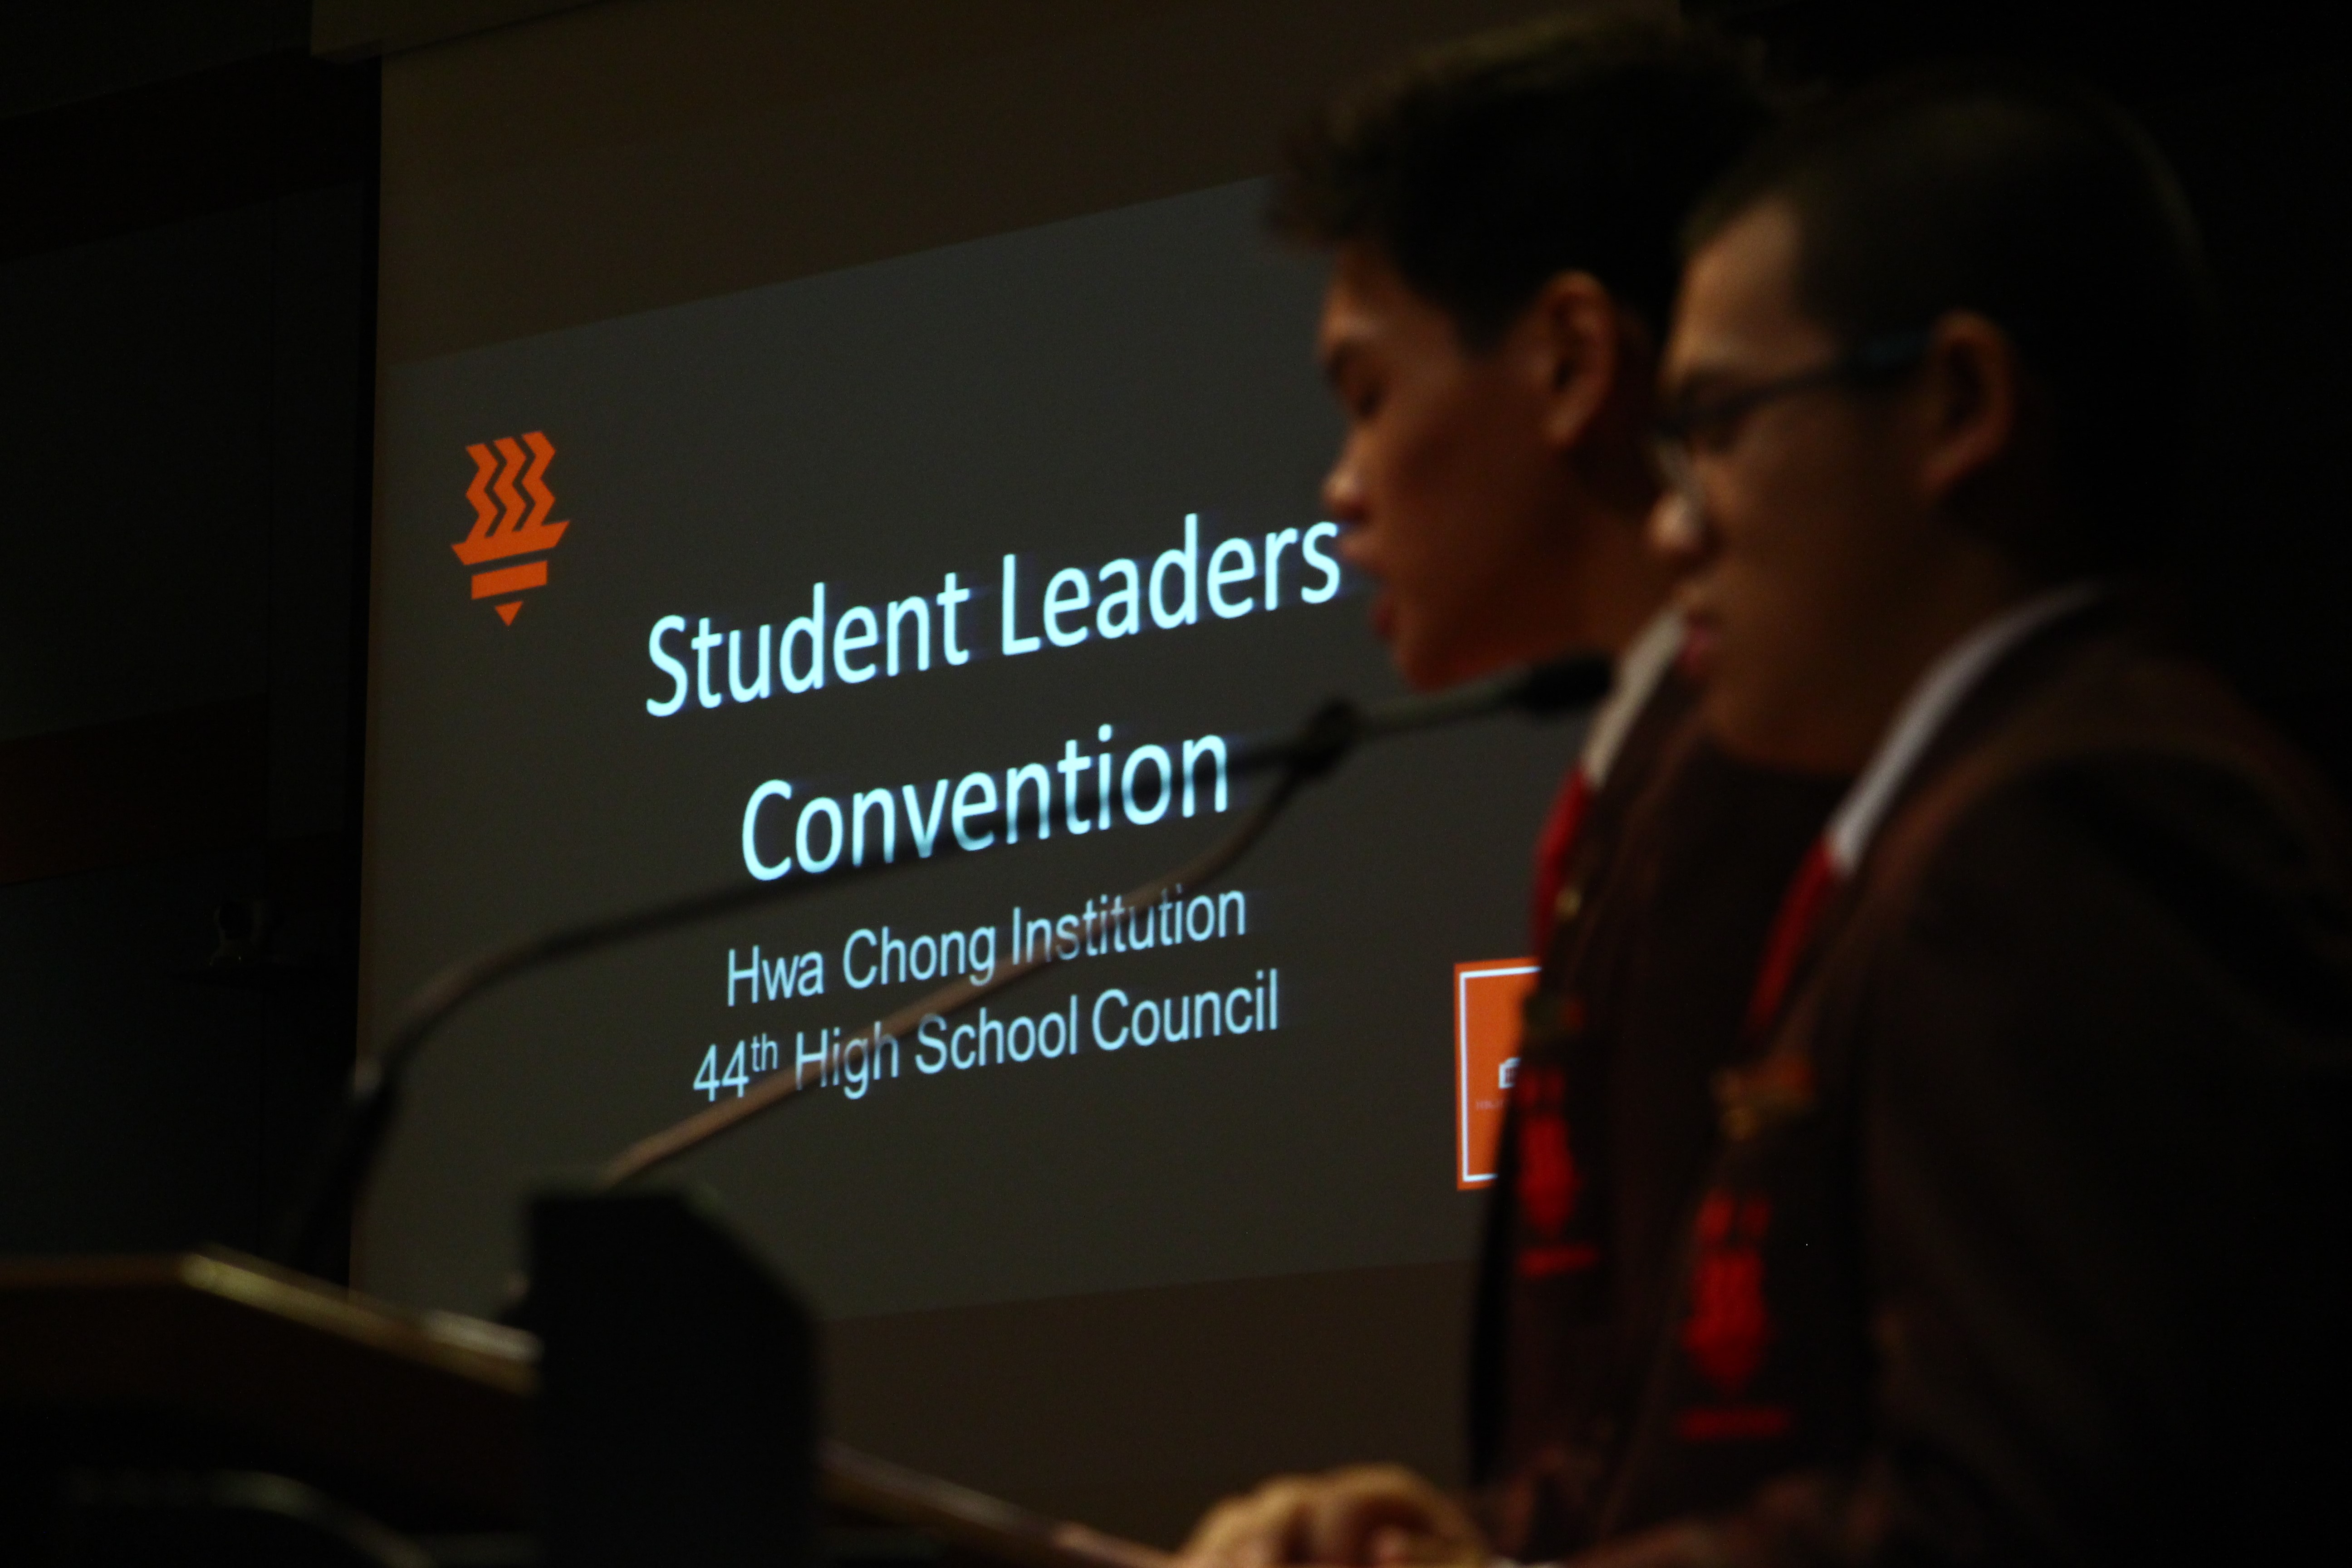 Student Leaders
Convention
Hwa Chong Institution
44th High School Council